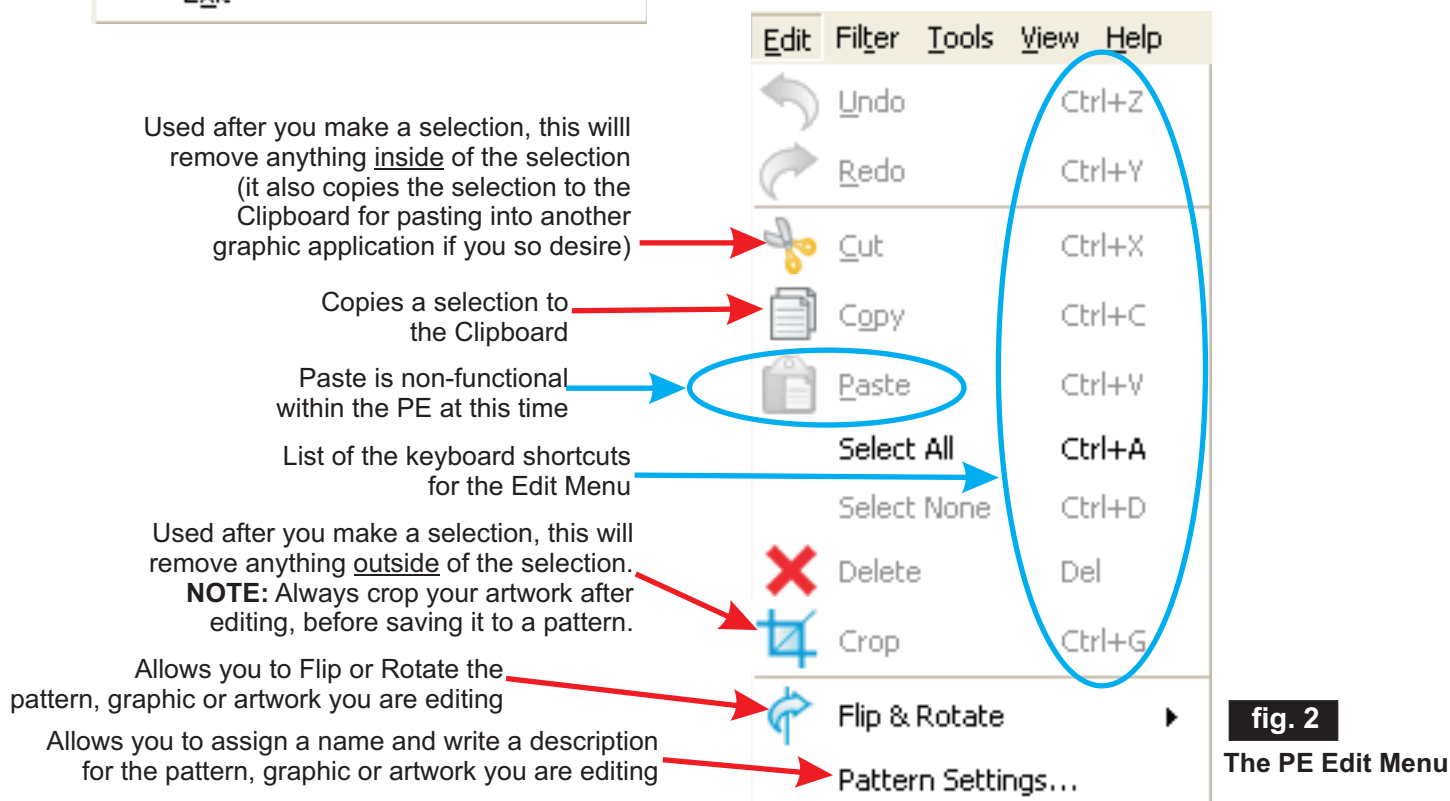 Exit
Edit Filter Tools View Help
Undo Ctrl+Z
Redo Ctrl+Y
Used after you make a selection, this willl
remove anything inside of the selection
(it also copies the selection to the
Clipboard for pasting into another
graphic application if you so desire)
Cut Ctrl+X
Copies a selection to
the Clipboard
Copy Ctrl+C
Paste is non-functional
within the PE at this time
Paste Ctrl+V
List of the keyboard shortcuts
for the Edit Menu
Select All Ctrl+A
Select None Ctrl+D
Used after you make a selection, this will
remove anything outside of the selection.
NOTE: Always crop your artwork after
editing, before saving it to a pattern.
Delete Del
Crop Ctrl+G
Allows you to Flip or Rotate the
pattern, graphic or artwork you are editing
Flip & Rotate
Allows you to assign a name and write a description
for the pattern, graphic or artwork you are editing
Pattern Settings...
fig. 2
The PE Edit Menu